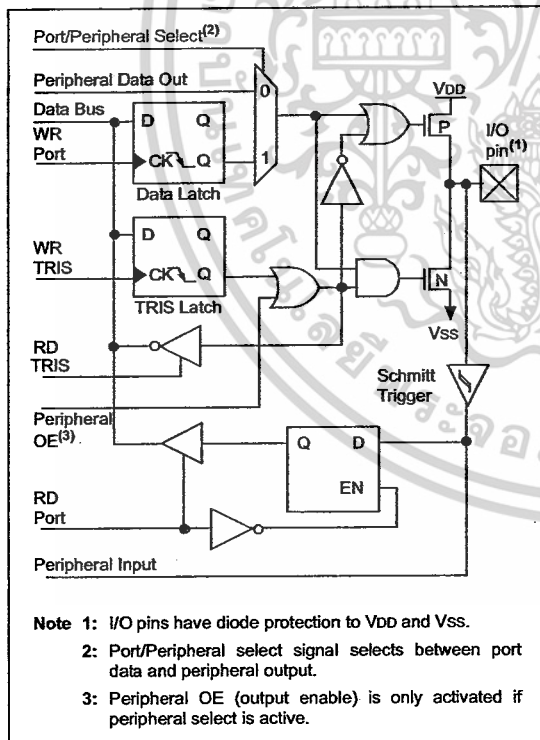 Port/Peripheral Select(2)
Peripheral Data Out
Data Bus
WR
Port
D Q
CK Q
Data Latch
0
1
VDD
P
I/O
pin(1)
WR
TRIS
D Q
CK Q
TRIS Latch
N
VSS
RD
TRIS
Schmitt
Trigger
Peripheral
OE(3)
Q D
EN
RD
Port
Peripheral Input
Note 1: I/O pins have diode protection to VDD and VSS.
2: Port/Peripheral select signal selects between port
data and peripheral output.
3: Peripheral OE (output enable) is only activated if
peripheral select is active.